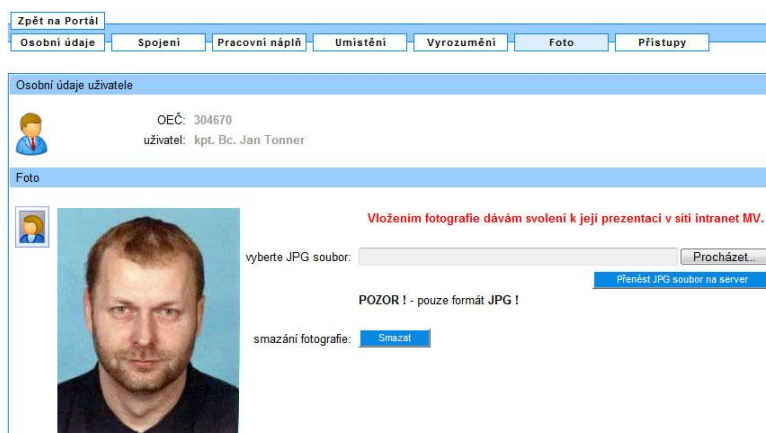 Zpět na Portál
Osobní údaje Spojení Pracovní náplň Umístění Vyrozumění Foto Přístupy
Osobní údaje uživatele
OEČ: 304670
uživatel: kpt. Bc. Jan Tonner
Foto
Vložením fotografie dávám svolení k její prezentaci v síti intranet MV.
vyberte JPG soubor: Procházet...
Přenést JPG soubor na server
POZOR ! - pouze formát JPG !
smazání fotografie: Smazat